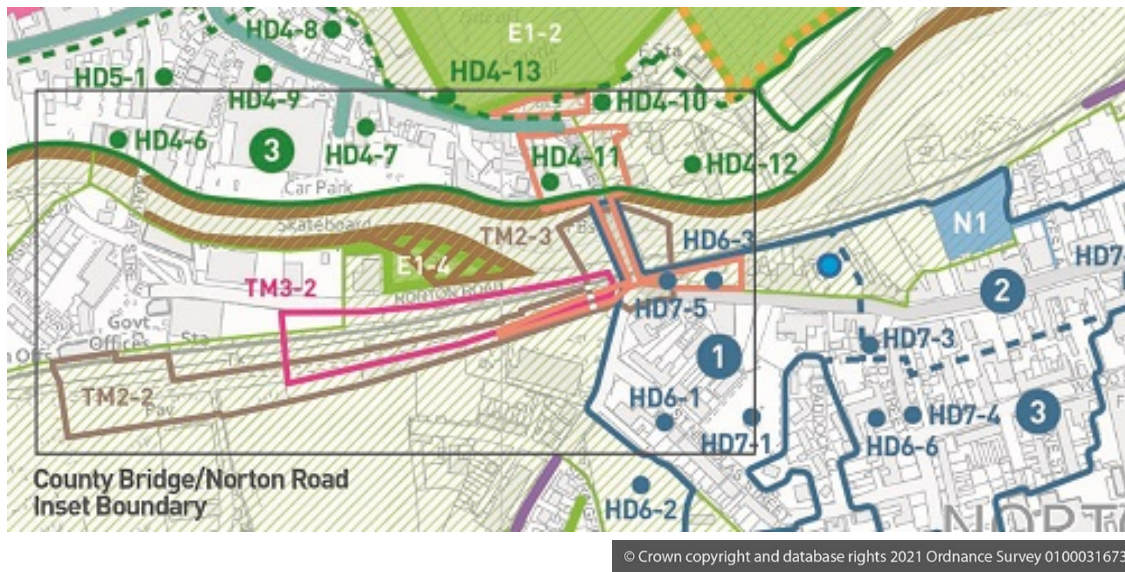 HD4-8
E1-2
F Sta
HD5-1
HD4-9
HD4-13
HD4-10
HD4-6
3
HD4-7
HD4-11
HD4-12
Car Park
Skateboard
TM2-3
HD6-3
N1
E1-4
HD7-
TM3-2
2
HD7-5
Govt
Offices
Sta
HD7-3
1
TM2-2
Pav
HD6-1
HD7-4
3
HD7-1
HD6-6
County Bridge/Norton Road
Inset Boundary
HD6-2
© Crown copyright and database rights 2021 Ordnance Survey 0100031673